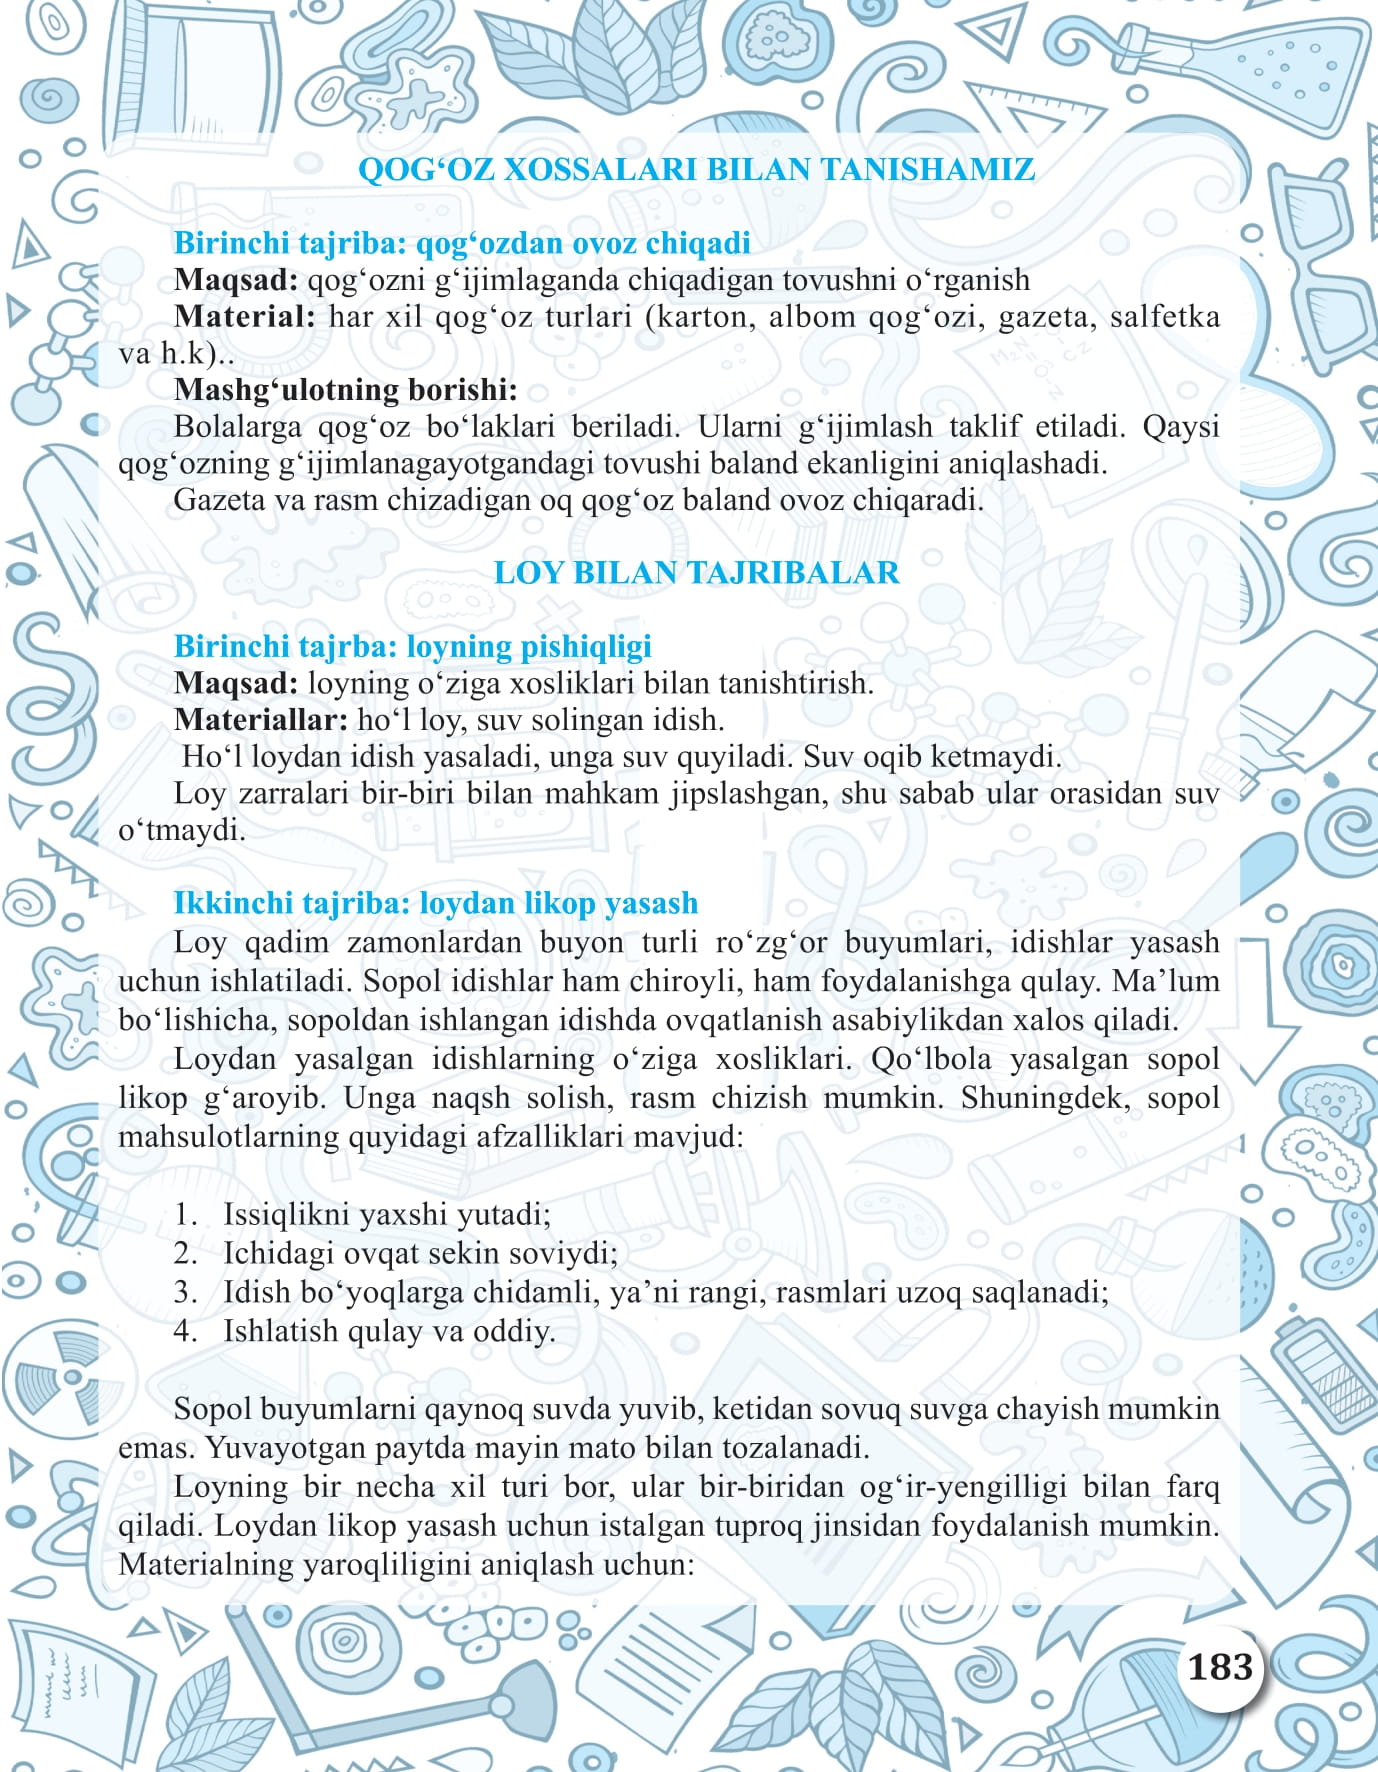 QOG‘OZ XOSSALARI BILAN TANISHAMIZ
Birinchi tajriba: qog‘ozdan ovoz chiqadi
Maqsad: qog‘ozni g‘ijimlaganda chiqadigan tovushni o‘rganish
Material: har xil qog‘oz turlari (karton, albom qog‘ozi, gazeta, salfetka
va h.k)..
Mashg‘ulotning borishi:
Bolalarga qog‘oz bo‘laklari beriladi. Ularni g‘ijimlash taklif etiladi. Qaysi
qog‘ozning g‘ijimlanagayotgandagi tovushi baland ekanligini aniqlashadi.
Gazeta va rasm chizadigan oq qog‘oz baland ovoz chiqaradi.
LOY BILAN TAJRIBALAR
Birinchi tajrba: loyning pishiqligi
Maqsad: loyning o‘ziga xosliklari bilan tanishtirish.
Materiallar: ho‘l loy, suv solingan idish.
Ho‘l loydan idish yasaladi, unga suv quyiladi. Suv oqib ketmaydi.
Loy zarralari bir-biri bilan mahkam jipslashgan, shu sabab ular orasidan suv
o‘tmaydi.
Ikkinchi tajriba: loydan likop yasash
Loy qadim zamonlardan buyon turli ro‘zg‘or buyumlari, idishlar yasash
uchun ishlatiladi. Sopol idishlar ham chiroyli, ham foydalanishga qulay. Ma’lum
bo‘lishicha, sopoldan ishlangan idishda ovqatlanish asabiylikdan xalos qiladi.
Loydan yasalgan idishlarning o‘ziga xosliklari. Qo‘lbola yasalgan sopol
likop g‘aroyib. Unga naqsh solish, rasm chizish mumkin. Shuningdek, sopol
mahsulotlarning quyidagi afzalliklari mavjud:
1. Issiqlikni yaxshi yutadi;
2. Ichidagi ovqat sekin soviydi;
3. Idish bo‘yoqlarga chidamli, ya’ni rangi, rasmlari uzoq saqlanadi;
4. Ishlatish qulay va oddiy.
Sopol buyumlarni qaynoq suvda yuvib, ketidan sovuq suvga chayish mumkin
emas. Yuvayotgan paytda mayin mato bilan tozalanadi.
Loyning bir necha xil turi bor, ular bir-biridan og‘ir-yengilligi bilan farq
qiladi. Loydan likop yasash uchun istalgan tuproq jinsidan foydalanish mumkin.
Materialning yaroqliligini aniqlash uchun:
183